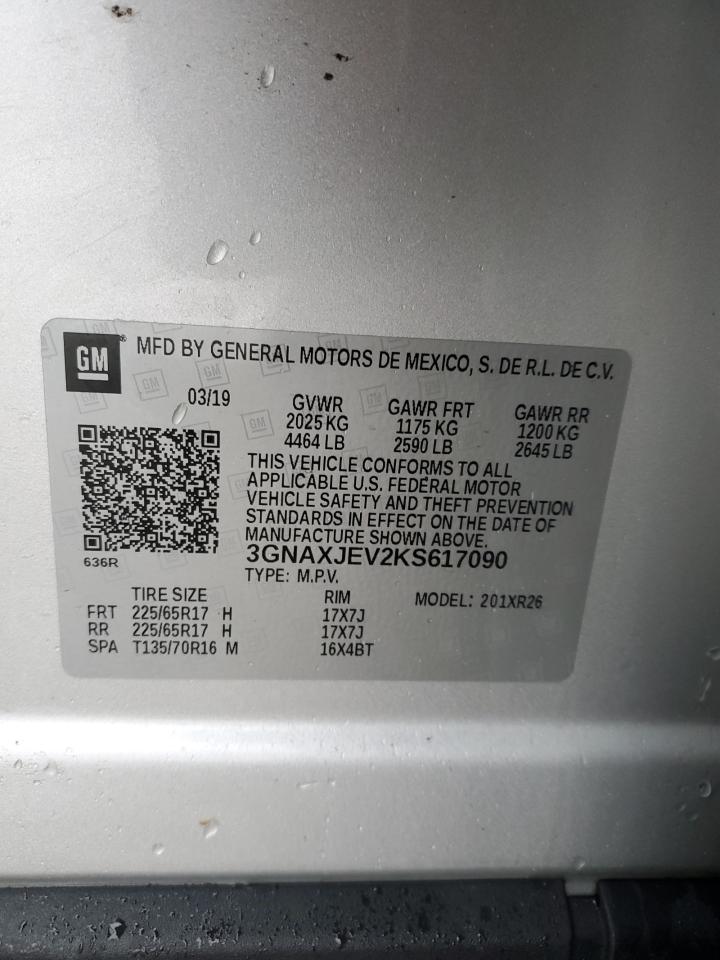 GM
MFD BY GENERAL MOTORS DE MEXICO, S. DE R.L. DE C.V.
03/19 GVWR GAWR FRT GAWR RR
2025 KG 1175 KG 1200 KG
4464 LB 2590 LB 2645 LB
THIS VEHICLE CONFORMS TO ALL
APPLICABLE U.S. FEDERAL MOTOR
VEHICLE SAFETY AND THEFT PREVENTION
STANDARDS IN EFFECT ON THE DATE OF
MANUFACTURE SHOWN ABOVE.
636R
3GNAXJEV2KS617090
TYPE: M.P.V.
TIRE SIZE RIM MODEL: 201XR26
FRT 225/65R17 H 17X7J
RR 225/65R17 H 17X7J
SPA T135/70R16 M 16X4BT